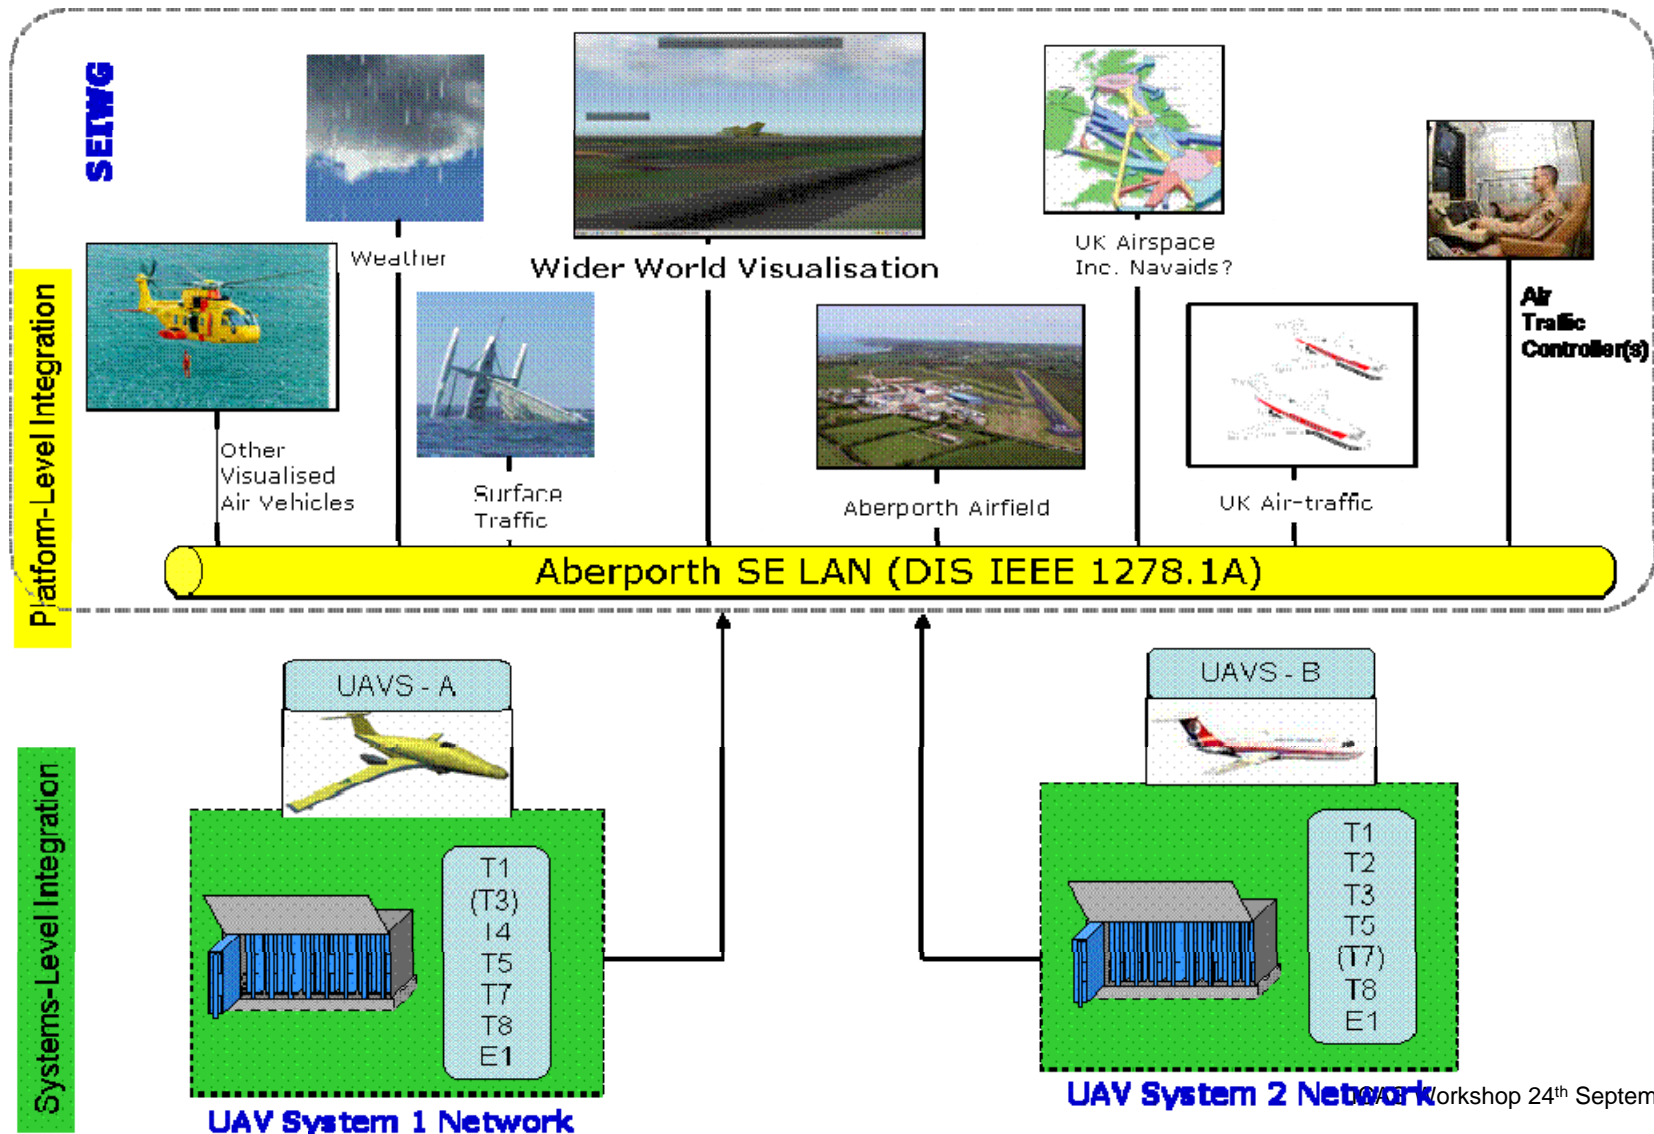 SEIWG
Platform-Level Integration
Weather
Wider World Visualisation
UK Airspace
Inc. Navaids?
Air
Traffic
Controller(s)
Other
Visualised
Air Vehicles
Surface
Traffic
Aberporth Airfield
UK Air-traffic
Aberporth SE LAN (DIS IEEE 1278.1A)
Systems-Level Integration
UAVS - A
T1
(T3)
T4
T5
T7
T8
E1
UAV System 1 Network
UAVS - B
T1
T2
T3
T5
(T7)
T8
E1
UAV System 2 Network
Workshop 24th Septem